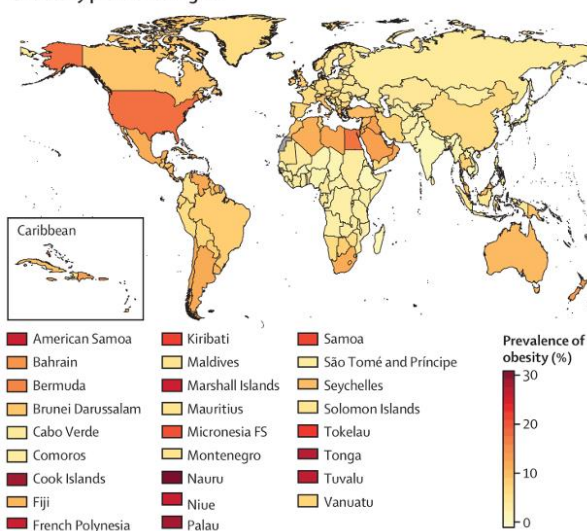 Caribbean
American Samoa
Bahrain
Bermuda
Brunei Darussalam
Cabo Verde
Comoros
Cook Islands
Fiji
French Polynesia
Kiribati
Maldives
Marshall Islands
Mauritius
Micronesia FS
Montenegro
Nauru
Niue
Palau
Samoa
São Tomé and Príncipe
Seychelles
Solomon Islands
Tokelau
Tonga
Tuvalu
Vanuatu
Prevalence of
obesity (%)
30
20
10
0